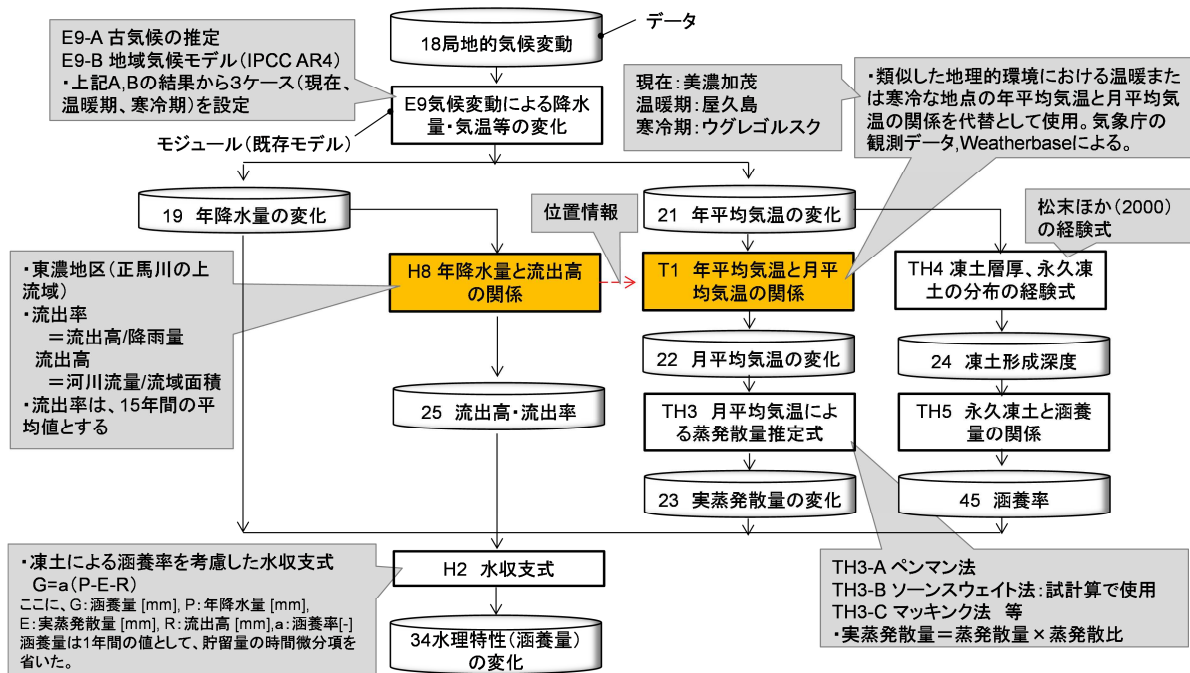 データ
18局地的気候変動
E9-A 古気候の推定
E9-B 地域気候モデル(IPCC AR4)
・上記A,Bの結果から3ケース(現在、
温暖期、寒冷期)を設定
E9気候変動による降水
量・気温等の変化
モジュール(既存モデル)
現在:美濃加茂
温暖期:屋久島
寒冷期:ウグレゴルスク
・類似した地理的環境における温暖また
は寒冷な地点の年平均気温と月平均気
温の関係を代替として使用。気象庁の
観測データ,Weatherbaseによる。
19 年降水量の変化
位置情報
21 年平均気温の変化
松末ほか(2000)
の経験式
・東濃地区(正馬川の上
流域)
・流出率
=流出高/降雨量
流出高
=河川流量/流域面積
・流出率は、15年間の平
均値とする
H8 年降水量と流出高
の関係
T1 年平均気温と月平
均気温の関係
TH4 凍土層厚、永久凍
土の分布の経験式
22 月平均気温の変化
24 凍土形成深度
25 流出高・流出率
TH3 月平均気温によ
る蒸発散量推定式
TH5 永久凍土と涵養
量の関係
23 実蒸発散量の変化
45 涵養率
・凍土による涵養率を考慮した水収支式
G=a(P-E-R)
ここに、G:涵養量 [mm], P:年降水量 [mm],
E:実蒸発散量 [mm], R:流出高 [mm],a:涵養率[-]
涵養量は1年間の値として、貯留量の時間微分項を
省いた。
H2 水収支式
34水理特性(涵養量)
の変化
TH3-A ペンマン法
TH3-B ソーンスウェイト法:試計算で使用
TH3-C マッキンク法 等
・実蒸発散量=蒸発散量×蒸発散比